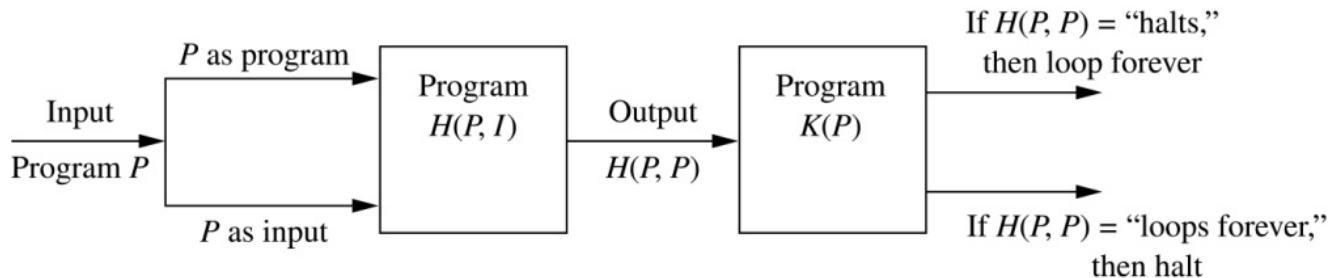 Input
Program P
P as program
P as input
Program
H(P, I)
Output
H(P, P)
Program
K(P)
If H(P, P) = “halts,”
then loop forever
If H(P, P) = “loops forever,”
then halt